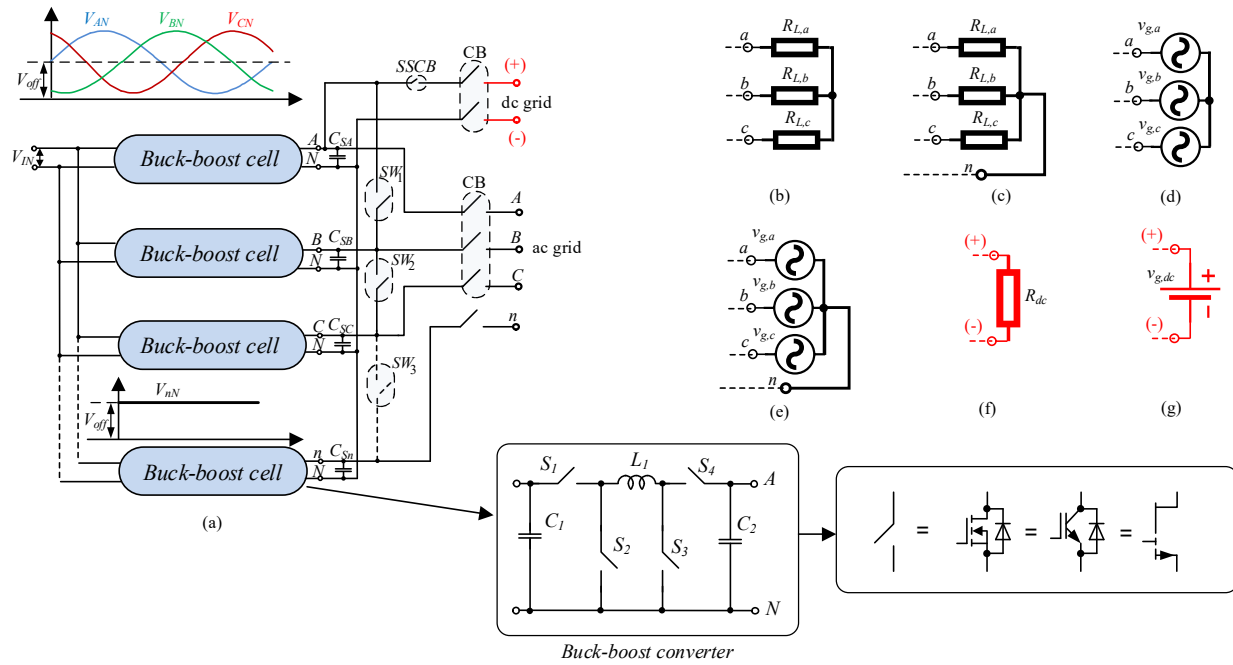 V_AN V_BN V_CN
V_off
V_IN
Buck-boost cell
A
N
C_SA
Buck-boost cell
B
N
C_SB
Buck-boost cell
C
N
C_SC
V_nN
V_off
Buck-boost cell
n
N
C_Sn
(a)
SSCB
CB
(+)
dc grid
(-)
SW_1
SW_2
SW_3
CB
A
B
ac grid
C
n
a R_L,a
b R_L,b
c R_L,c
(b)
a R_L,a
b R_L,b
c R_L,c
n
(c)
v_g,a
a
v_g,b
b
v_g,c
c
(d)
v_g,a
a
v_g,b
b
v_g,c
c
n
(e)
(+)
R_dc
(-)
(f)
(+)
v_g,dc + -
(-)
(g)
S_1 L_1 S_4 A
C_1 S_2 S_3 C_2
N
Buck-boost converter
= = =